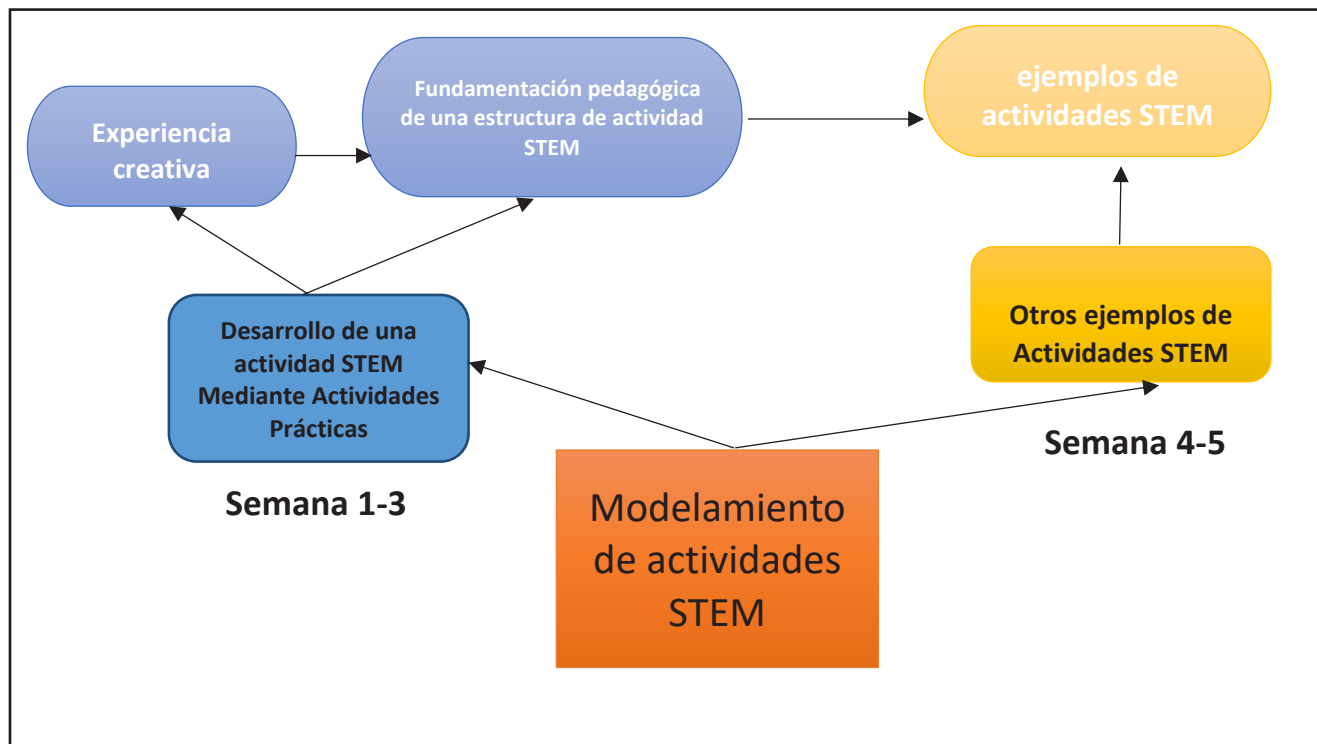 Experiencia
creativa
Fundamentación pedagógica
de una estructura de actividad
STEM
ejemplos de
actividades STEM
Desarrollo de una
actividad STEM
Mediante Actividades
Prácticas
Otros ejemplos de
Actividades STEM
Semana 1-3
Semana 4-5
Modelamiento
de actividades
STEM